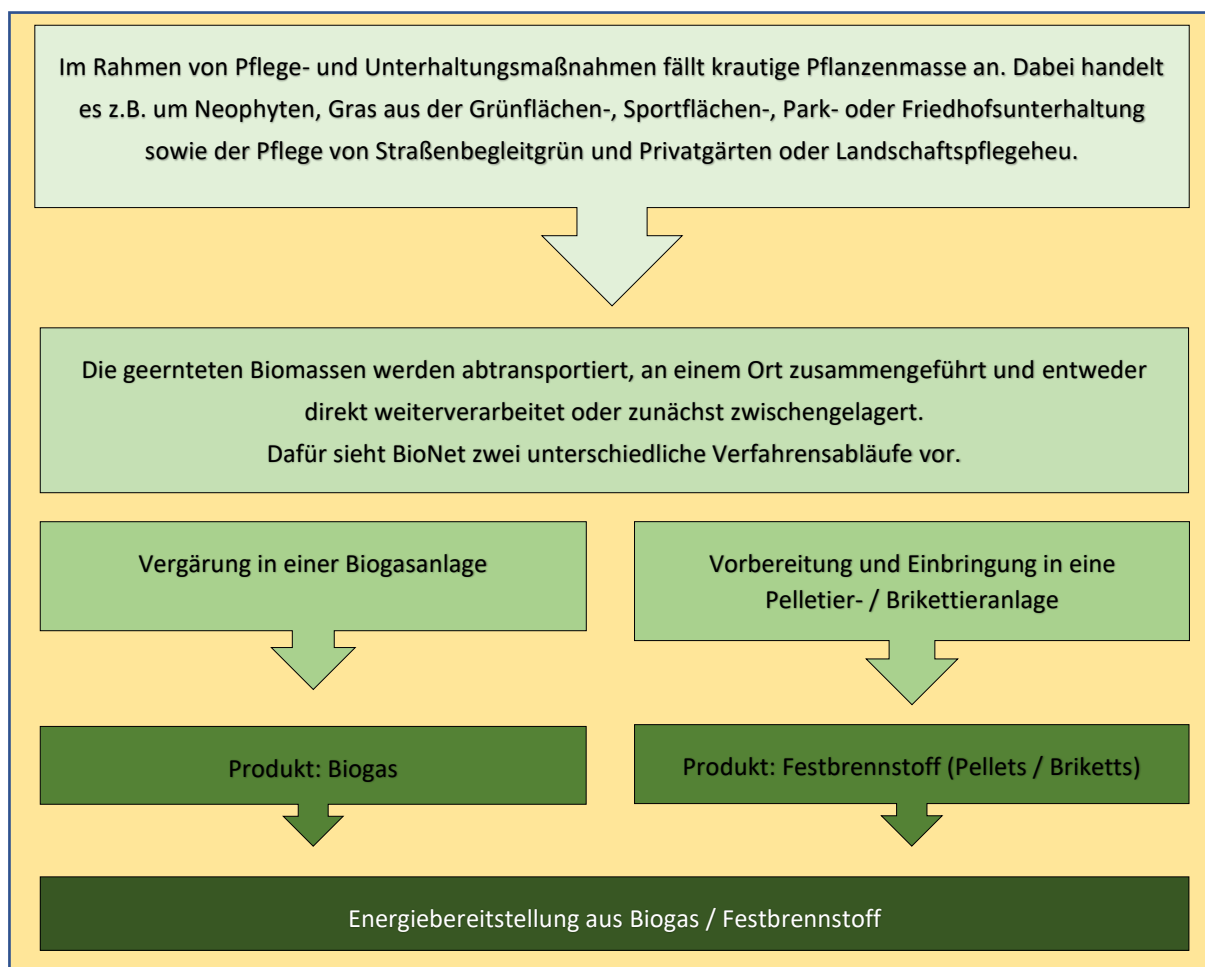 Im Rahmen von Pflege- und Unterhaltungsmaßnahmen fällt krautige Pflanzenmasse an. Dabei handelt
es z.B. um Neophyten, Gras aus der Grünflächen-, Sportflächen-, Park- oder Friedhofsunterhaltung
sowie der Pflege von Straßenbegleitgrün und Privatgärten oder Landschaftspflegeheu.
Die geernteten Biomassen werden abtransportiert, an einem Ort zusammengeführt und entweder
direkt weiterverarbeitet oder zunächst zwischengelagert.
Dafür sieht BioNet zwei unterschiedliche Verfahrensabläufe vor.
Vergärung in einer Biogasanlage
Vorbereitung und Einbringung in eine
Pelletier- / Brikettieranlage
Produkt: Biogas
Produkt: Festbrennstoff (Pellets / Briketts)
Energiebereitstellung aus Biogas / Festbrennstoff